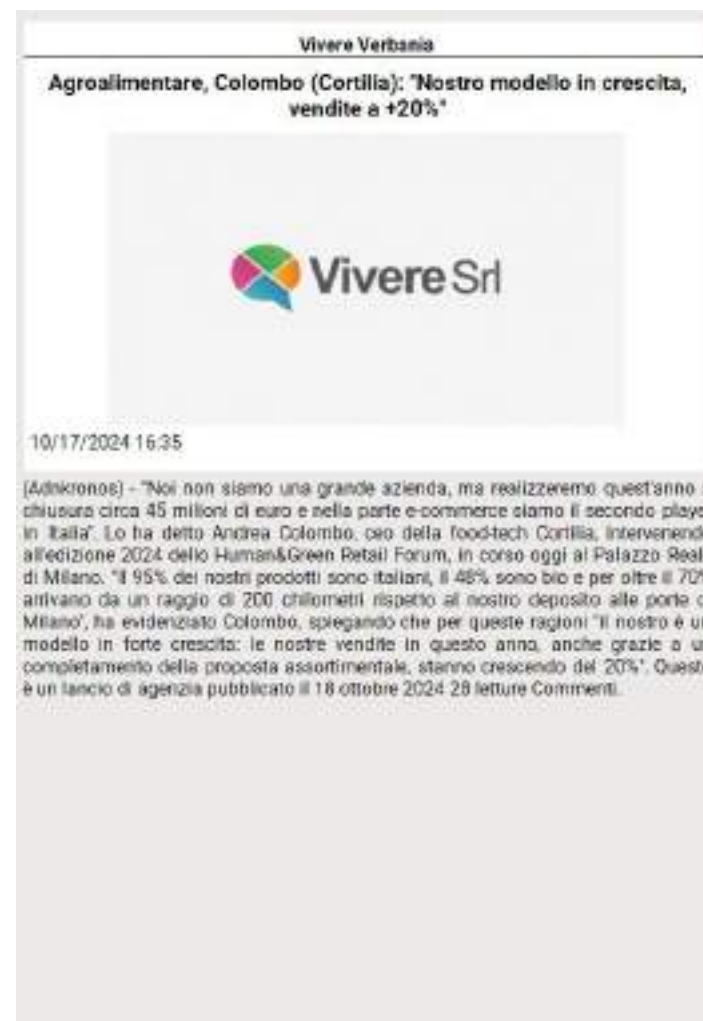 Vivere Verbania
Agroalimentare, Colombo (Cortilia): "Nostro modello in crescita,
vendite a +20%"
Vivere Srl
10/17/2024 16:35
(Adnkronos) - "Noi non siamo una grande azienda, ma realizzeremo quest'anno
chiusura circa 45 milioni di euro e nella parte e-commerce siamo il secondo playe
in Italia". Lo ha detto Andrea Colombo, ceo della food-tech Cortilia, intervenend
all'edizione 2024 dello Human&Green Retail Forum, in corso oggi al Palazzo Real
di Milano. "Il 95% dei nostri prodotti sono italiani, il 48% sono bio e per oltre il 70%
arrivano da un raggio di 200 chilometri rispetto al nostro deposito alle porte d
Milano", ha evidenziato Colombo, spiegando che per queste ragioni "il nostro è un
modello in forte crescita: le nostre vendite in questo anno, anche grazie a u
completamento della proposta assortimentale, stanno crescendo del 20%". Quest
è un lancio di agenzia pubblicato il 18 ottobre 2024 28 letture Commenti.